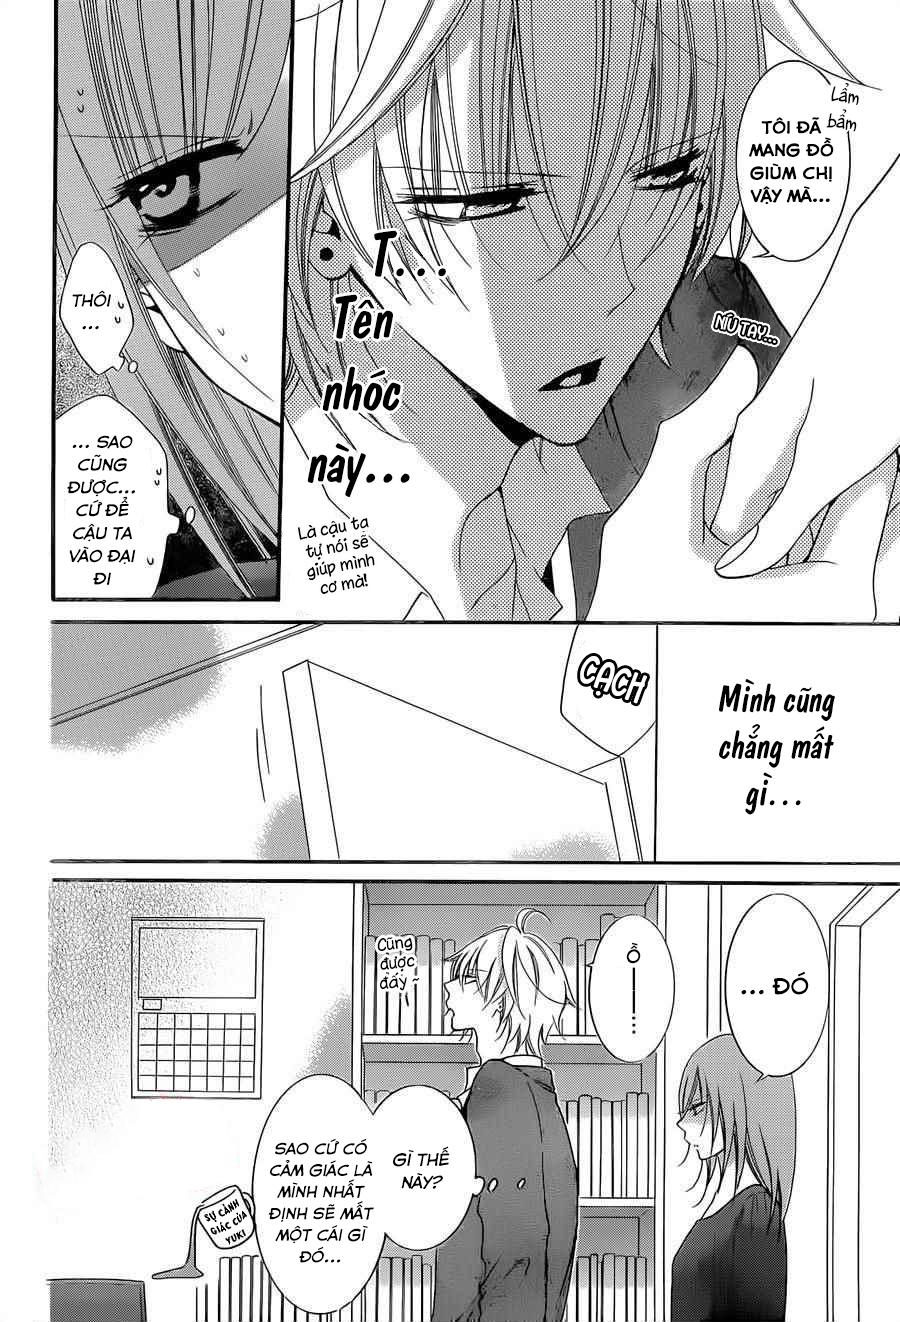 Lẩm
bẩm
TÔI ĐÃ
MANG ĐỒ
GIÙM CHỊ
VẬY MÀ...
NÍU TAY...
T...
Tên
nhóc
này...
Là cậu ta
tự nói sẽ
giúp mình
cơ mà!
THÔI
...
... SAO
CŨNG
ĐƯỢC...
CỨ ĐỂ
CẬU TA
VÀO ĐẠI
ĐI
Mình cũng
chẳng mất
gì...
CẠCH
... ĐÓ
Ồ
—...
Cũng
được
đấy ~
GÌ THẾ
NÀY?
SAO CỨ CÓ
CẢM GIÁC LÀ
MÌNH NHẤT
ĐỊNH SẼ MẤT
MỘT CÁI GÌ
ĐÓ...
SỰ CẢNH
GIÁC CỦA
YUKI